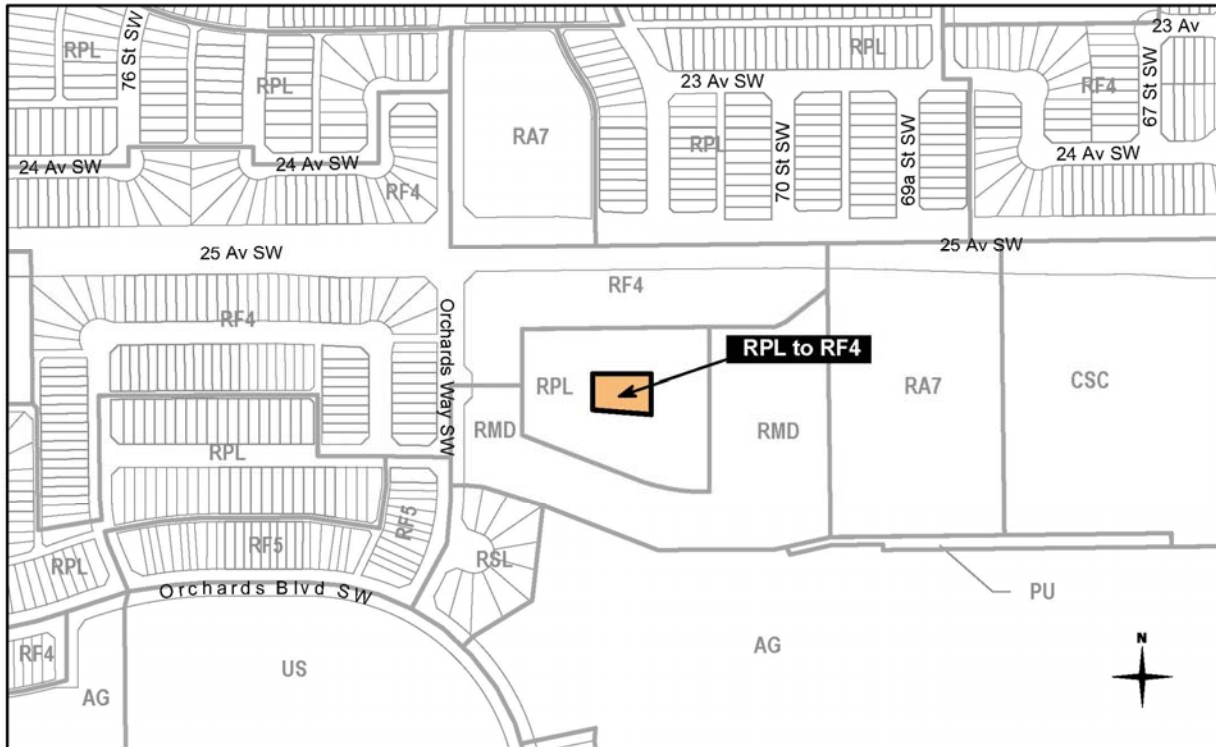 23 Av
RPL
76 St SW
RPL
RPL
23 Av SW
RF4
67 St SW
RA7
RPL
70 St SW
69a St SW
24 Av SW
24 Av SW
24 Av SW
RF4
25 Av SW
25 Av SW
RF4
RF4
Orchards Way SW
RPL to RF4
RPL
RA7
CSC
RMD
RMD
RPL
RF5
RF5
RSL
RPL
Orchards Blvd SW
PU
RF4
US
AG
AG
N